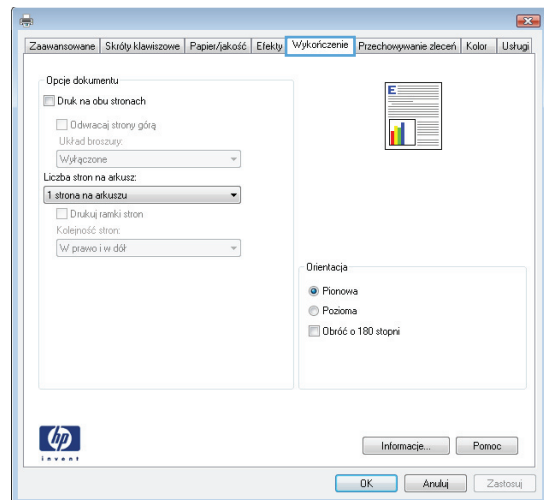 Zaawansowane Skróty klawiszowe Papier/jakość Efekty Wykończenie Przechowywanie zleceń Kolor Usługi
Opcje dokumentu
Druk na obu stronach
Odwracaj strony górą
Układ broszury:
Wyłączone
Liczba stron na arkusz:
1 strona na arkuszu
Drukuj ramki stron
Kolejność stron:
W prawo i w dół
E
Orientacja
Pionowa
Pozioma
Obróć o 180 stopni
hp
invent
Informacje... Pomoc
OK Anuluj Zastosuj